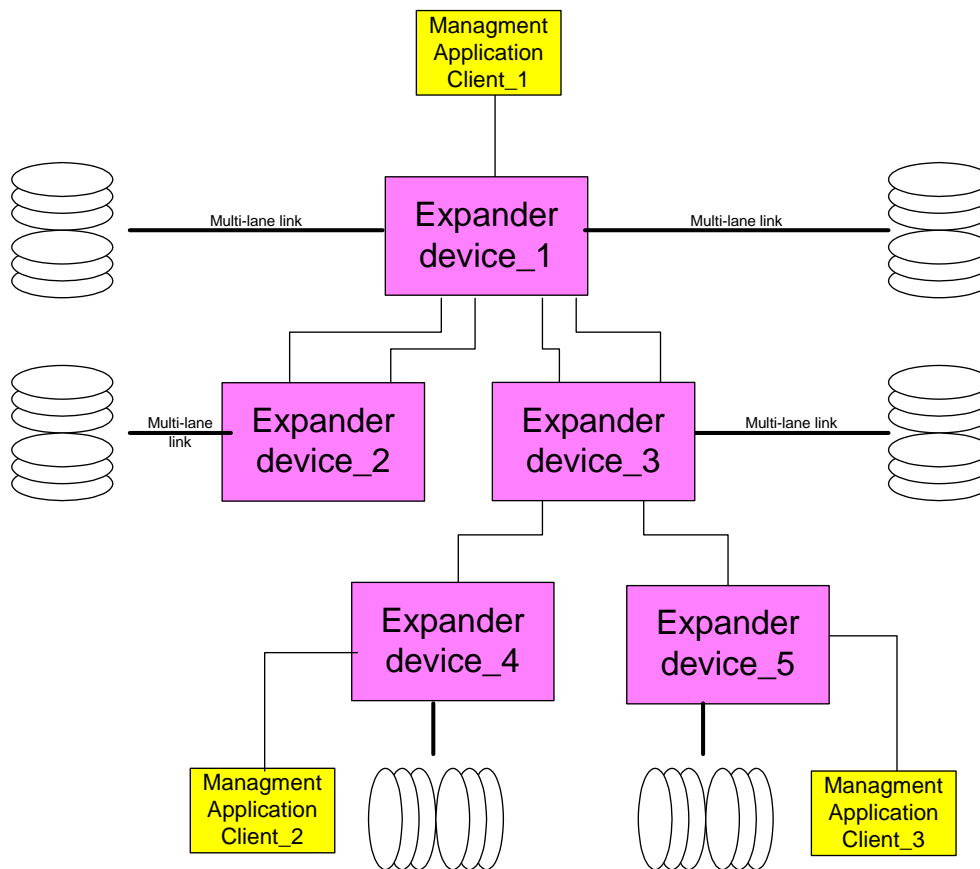 Managment
Application
Client_1
Expander
device_1
Multi-lane link
Multi-lane link
Expander
device_2
Multi-lane
link
Expander
device_3
Multi-lane link
Expander
device_4
Expander
device_5
Managment
Application
Client_2
Managment
Application
Client_3